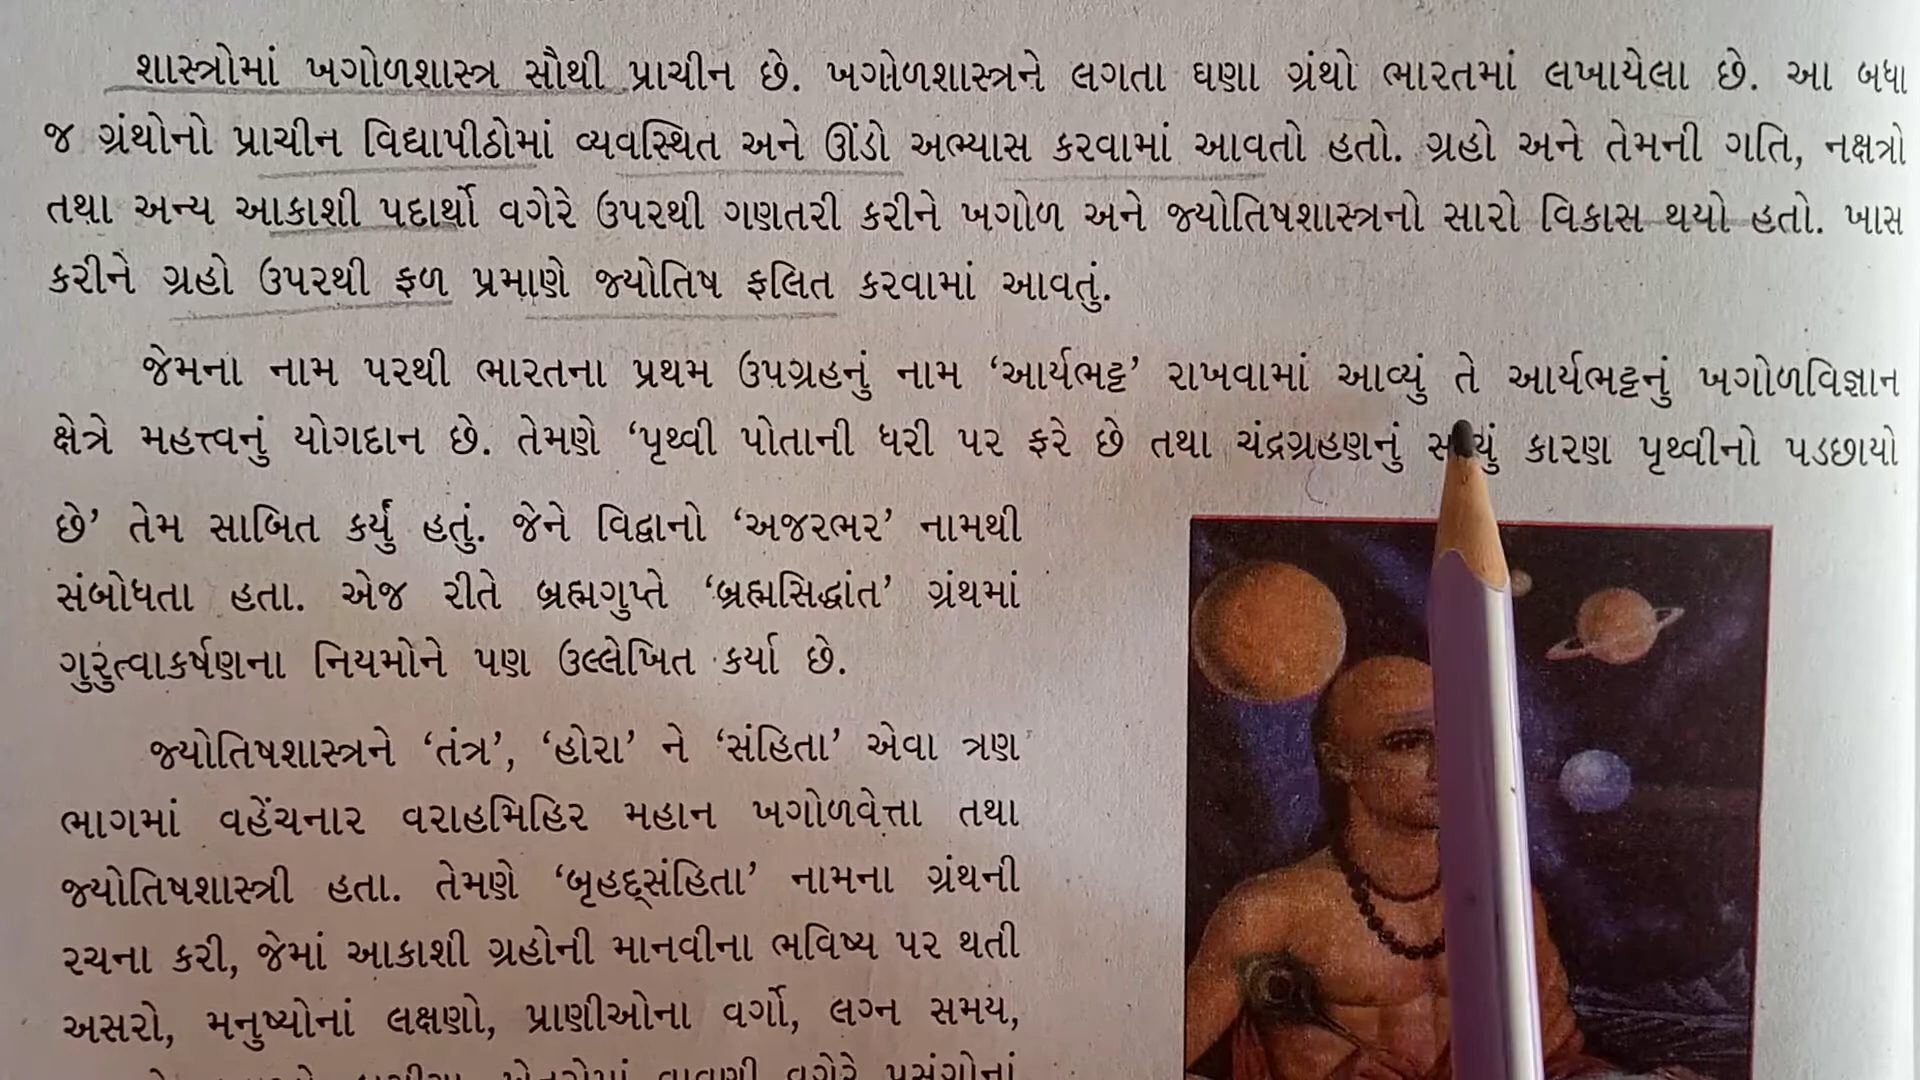 શાસ્ત્રોમાં ખગોળશાસ્ત્ર સૌથી પ્રાચીન છે. ખગોળશાસ્ત્રને લગતા ઘણા ગ્રંથો ભારતમાં લખાયેલા છે. આ બધા
જ ગ્રંથોનો પ્રાચીન વિદ્યાપીઠોમાં વ્યવસ્થિત અને ઊંડો અભ્યાસ કરવામાં આવતો હતો. ગ્રહો અને તેમની ગતિ, નક્ષત્રો
તથા અન્ય આકાશી પદાર્થો વગેરે ઉપરથી ગણતરી કરીને ખગોળ અને જ્યોતિષશાસ્ત્રનો સારો વિકાસ થયો હતો. ખાસ
કરીને ગ્રહો ઉપરથી ફળ પ્રમાણે જ્યોતિષ ફલિત કરવામાં આવતું.
જેમના નામ પરથી ભારતના પ્રથમ ઉપગ્રહનું નામ ‘આર્યભટ્ટ’ રાખવામાં આવ્યું તે આર્યભટ્ટનું ખગોળવિજ્ઞાન
ક્ષેત્રે મહત્ત્વનું યોગદાન છે. તેમણે ‘પૃથ્વી પોતાની ધરી પર ફરે છે તથા ચંદ્રગ્રહણનું કારણ પૃથ્વીનો પડછાયો
છે’ તેમ સાબિત કર્યું હતું. જેને વિદ્વાનો ‘અજરભર’ નામથી
સંબોધતા હતા. એજ રીતે બ્રહ્મગુપ્તે ‘બ્રહ્મસિદ્ધાંત’ ગ્રંથમાં
ગુરુત્વાકર્ષણના નિયમોને પણ ઉલ્લેખિત કર્યા છે.
જ્યોતિષશાસ્ત્રને ‘તંત્ર’, ‘હોરા’ ને ‘સંહિતા’ એવા ત્રણ
ભાગમાં વહેંચનાર વરાહમિહિર મહાન ખગોળવેત્તા તથા
જ્યોતિષશાસ્ત્રી હતા. તેમણે ‘બૃહદ્સંહિતા’ નામના ગ્રંથની
રચના કરી, જેમાં આકાશી ગ્રહોની માનવીના ભવિષ્ય પર થતી
અસરો, મનુષ્યોનાં લક્ષણો, પ્રાણીઓના વર્ગો, લગ્ન સમય,
વાવણી વગેરે પ્રસંગોનાં